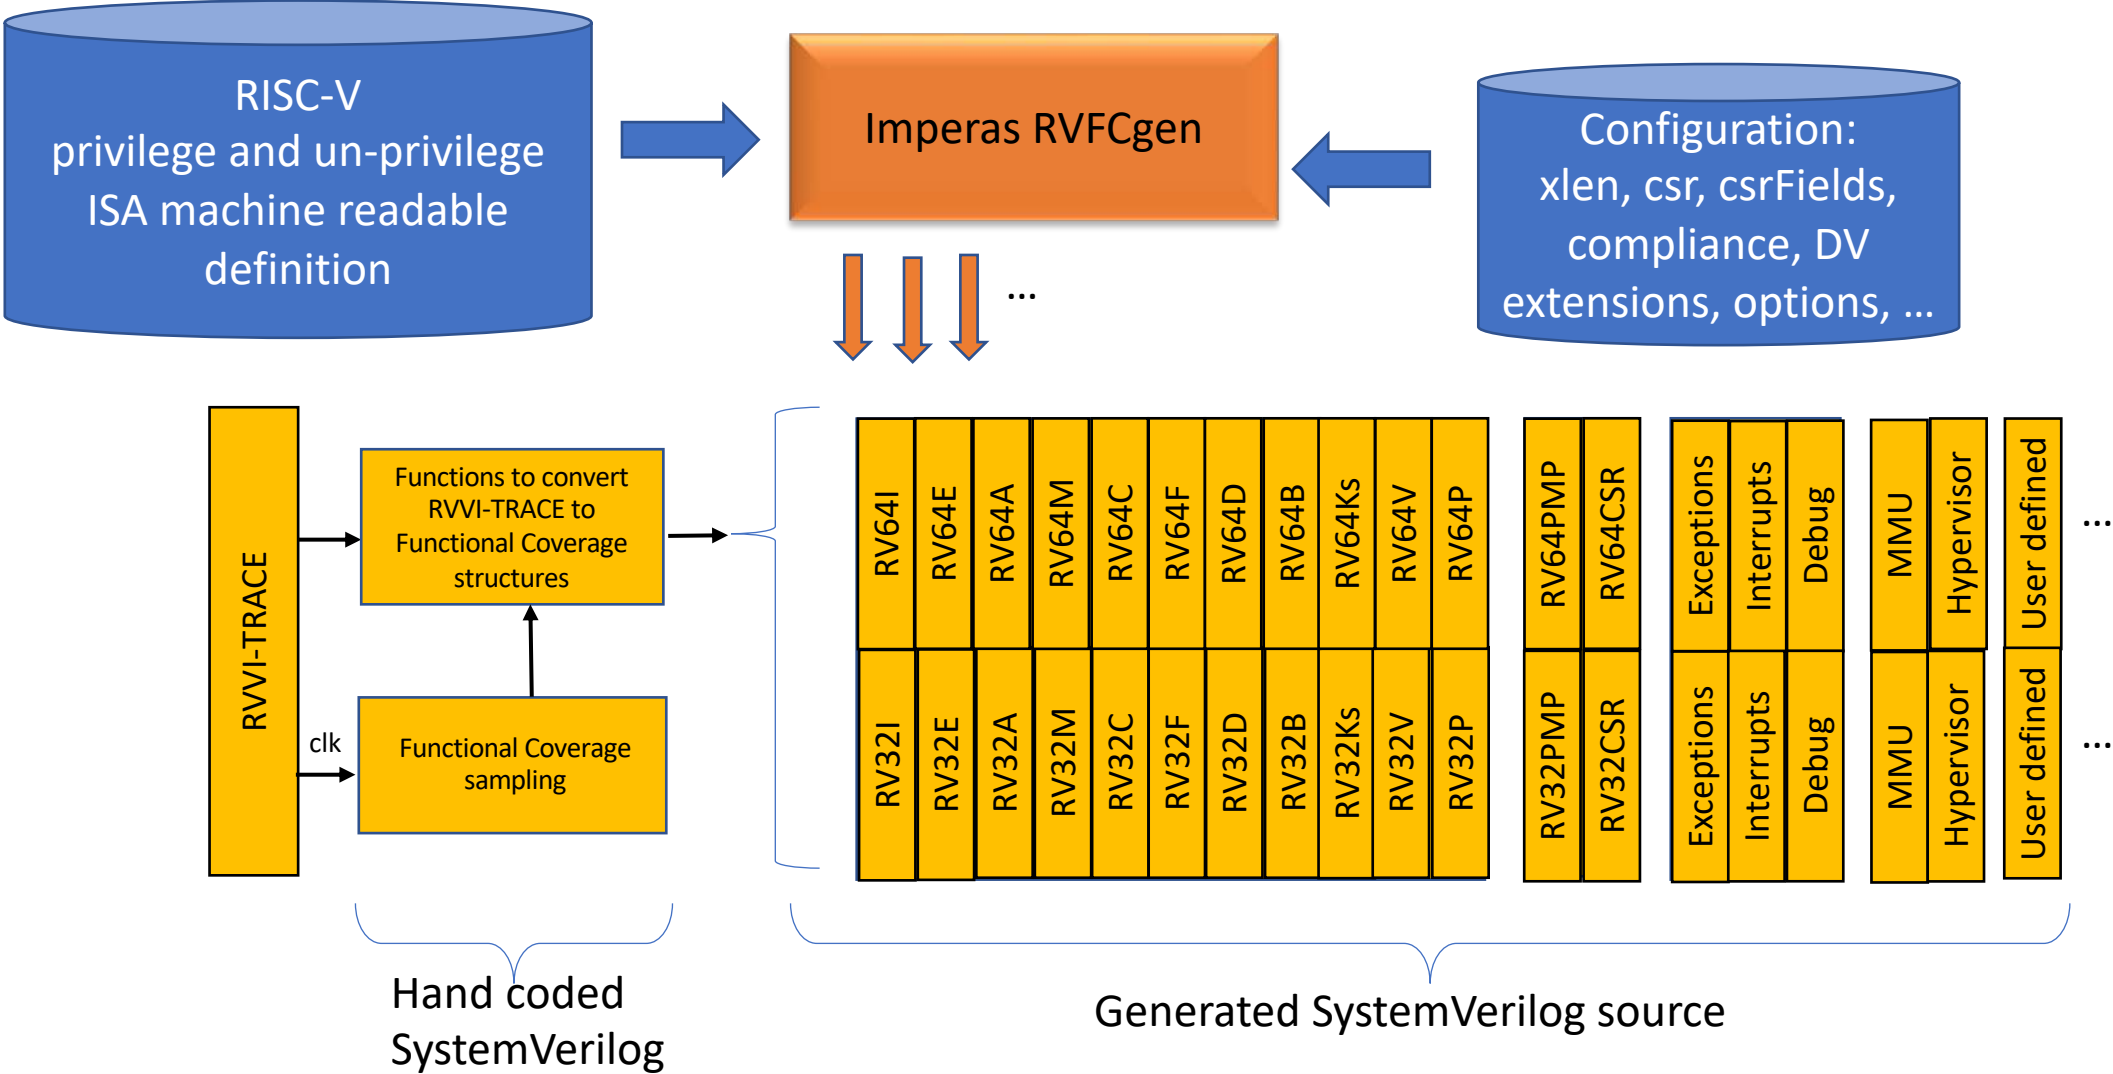 RISC-V
privilege and un-privilege
ISA machine readable
definition
Imperas RVFCgen
Configuration:
xlen, csr, csrFields,
compliance, DV
extensions, options, ...
...
RVVI-TRACE
Functions to convert
RVVI-TRACE to
Functional Coverage
structures
clk
Functional Coverage
sampling
RV64I
RV64E
RV64A
RV64M
RV64C
RV64F
RV64D
RV64B
RV64Ks
RV64V
RV64P
RV64PMP
RV64CSR
Exceptions
Interrupts
Debug
MMU
Hypervisor
User defined
...
RV32I
RV32E
RV32A
RV32M
RV32C
RV32F
RV32D
RV32B
RV32Ks
RV32V
RV32P
RV32PMP
RV32CSR
Exceptions
Interrupts
Debug
MMU
Hypervisor
User defined
...
Hand coded
SystemVerilog
Generated SystemVerilog source